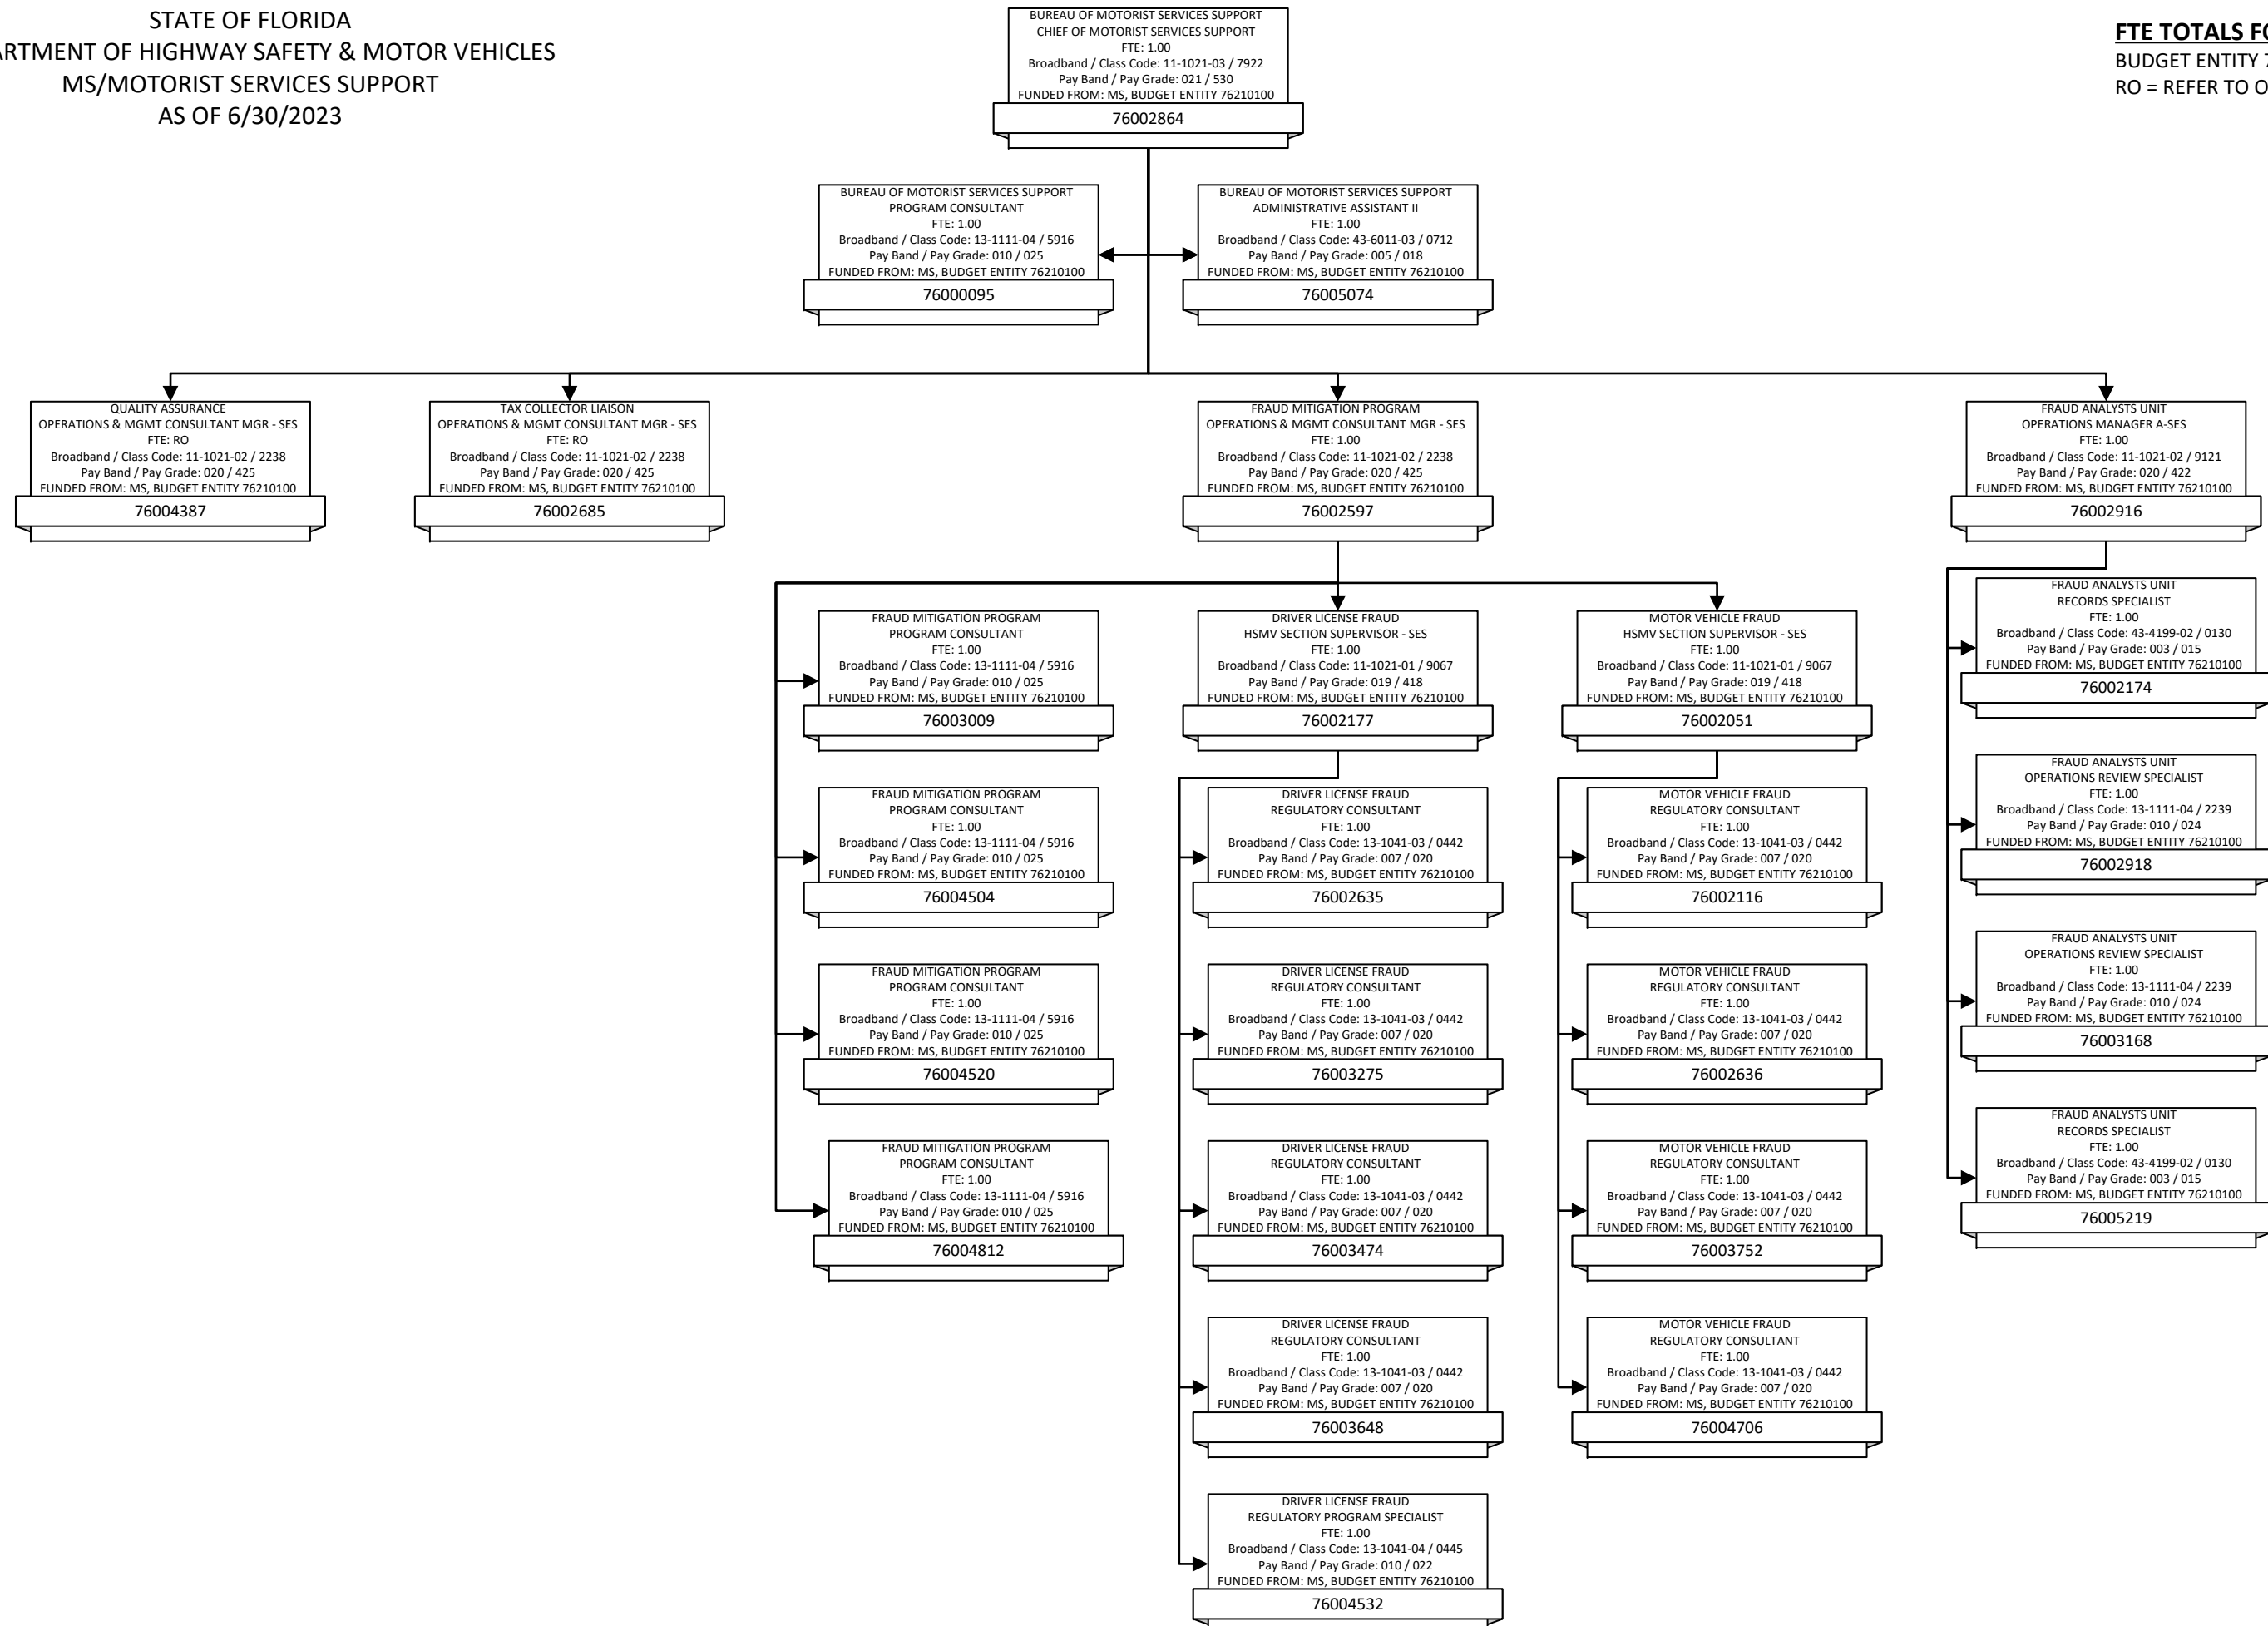 STATE OF FLORIDA
ARTMENT OF HIGHWAY SAFETY & MOTOR VEHICLES
MS/MOTORIST SERVICES SUPPORT
AS OF 6/30/2023
FTE TOTALS FO
BUDGET ENTITY 7
RO = REFER TO O
BUREAU OF MOTORIST SERVICES SUPPORT
CHIEF OF MOTORIST SERVICES SUPPORT
FTE: 1.00
Broadband / Class Code: 11-1021-03 / 7922
Pay Band / Pay Grade: 021 / 530
FUNDED FROM: MS, BUDGET ENTITY 76210100
76002864
BUREAU OF MOTORIST SERVICES SUPPORT
PROGRAM CONSULTANT
FTE: 1.00
Broadband / Class Code: 13-1111-04 / 5916
Pay Band / Pay Grade: 010 / 025
FUNDED FROM: MS, BUDGET ENTITY 76210100
76000095
BUREAU OF MOTORIST SERVICES SUPPORT
ADMINISTRATIVE ASSISTANT II
FTE: 1.00
Broadband / Class Code: 43-6011-03 / 0712
Pay Band / Pay Grade: 005 / 018
FUNDED FROM: MS, BUDGET ENTITY 76210100
76005074
QUALITY ASSURANCE
OPERATIONS & MGMT CONSULTANT MGR - SES
FTE: RO
Broadband / Class Code: 11-1021-02 / 2238
Pay Band / Pay Grade: 020 / 425
FUNDED FROM: MS, BUDGET ENTITY 76210100
76004387
TAX COLLECTOR LIAISON
OPERATIONS & MGMT CONSULTANT MGR - SES
FTE: RO
Broadband / Class Code: 11-1021-02 / 2238
Pay Band / Pay Grade: 020 / 425
FUNDED FROM: MS, BUDGET ENTITY 76210100
76002685
FRAUD MITIGATION PROGRAM
OPERATIONS & MGMT CONSULTANT MGR - SES
FTE: 1.00
Broadband / Class Code: 11-1021-02 / 2238
Pay Band / Pay Grade: 020 / 425
FUNDED FROM: MS, BUDGET ENTITY 76210100
76002597
FRAUD ANALYSTS UNIT
OPERATIONS MANAGER A-SES
FTE: 1.00
Broadband / Class Code: 11-1021-02 / 9121
Pay Band / Pay Grade: 020 / 422
FUNDED FROM: MS, BUDGET ENTITY 76210100
76002916
FRAUD MITIGATION PROGRAM
PROGRAM CONSULTANT
FTE: 1.00
Broadband / Class Code: 13-1111-04 / 5916
Pay Band / Pay Grade: 010 / 025
FUNDED FROM: MS, BUDGET ENTITY 76210100
76003009
FRAUD MITIGATION PROGRAM
PROGRAM CONSULTANT
FTE: 1.00
Broadband / Class Code: 13-1111-04 / 5916
Pay Band / Pay Grade: 010 / 025
FUNDED FROM: MS, BUDGET ENTITY 76210100
76004504
FRAUD MITIGATION PROGRAM
PROGRAM CONSULTANT
FTE: 1.00
Broadband / Class Code: 13-1111-04 / 5916
Pay Band / Pay Grade: 010 / 025
FUNDED FROM: MS, BUDGET ENTITY 76210100
76004520
FRAUD MITIGATION PROGRAM
PROGRAM CONSULTANT
FTE: 1.00
Broadband / Class Code: 13-1111-04 / 5916
Pay Band / Pay Grade: 010 / 025
FUNDED FROM: MS, BUDGET ENTITY 76210100
76004812
DRIVER LICENSE FRAUD
HSMV SECTION SUPERVISOR - SES
FTE: 1.00
Broadband / Class Code: 11-1021-01 / 9067
Pay Band / Pay Grade: 019 / 418
FUNDED FROM: MS, BUDGET ENTITY 76210100
76002177
DRIVER LICENSE FRAUD
REGULATORY CONSULTANT
FTE: 1.00
Broadband / Class Code: 13-1041-03 / 0442
Pay Band / Pay Grade: 007 / 020
FUNDED FROM: MS, BUDGET ENTITY 76210100
76002635
DRIVER LICENSE FRAUD
REGULATORY CONSULTANT
FTE: 1.00
Broadband / Class Code: 13-1041-03 / 0442
Pay Band / Pay Grade: 007 / 020
FUNDED FROM: MS, BUDGET ENTITY 76210100
76003275
DRIVER LICENSE FRAUD
REGULATORY CONSULTANT
FTE: 1.00
Broadband / Class Code: 13-1041-03 / 0442
Pay Band / Pay Grade: 007 / 020
FUNDED FROM: MS, BUDGET ENTITY 76210100
76003474
DRIVER LICENSE FRAUD
REGULATORY CONSULTANT
FTE: 1.00
Broadband / Class Code: 13-1041-03 / 0442
Pay Band / Pay Grade: 007 / 020
FUNDED FROM: MS, BUDGET ENTITY 76210100
76003648
DRIVER LICENSE FRAUD
REGULATORY PROGRAM SPECIALIST
FTE: 1.00
Broadband / Class Code: 13-1041-04 / 0445
Pay Band / Pay Grade: 010 / 022
FUNDED FROM: MS, BUDGET ENTITY 76210100
76004532
MOTOR VEHICLE FRAUD
HSMV SECTION SUPERVISOR - SES
FTE: 1.00
Broadband / Class Code: 11-1021-01 / 9067
Pay Band / Pay Grade: 019 / 418
FUNDED FROM: MS, BUDGET ENTITY 76210100
76002051
MOTOR VEHICLE FRAUD
REGULATORY CONSULTANT
FTE: 1.00
Broadband / Class Code: 13-1041-03 / 0442
Pay Band / Pay Grade: 007 / 020
FUNDED FROM: MS, BUDGET ENTITY 76210100
76002116
MOTOR VEHICLE FRAUD
REGULATORY CONSULTANT
FTE: 1.00
Broadband / Class Code: 13-1041-03 / 0442
Pay Band / Pay Grade: 007 / 020
FUNDED FROM: MS, BUDGET ENTITY 76210100
76002636
MOTOR VEHICLE FRAUD
REGULATORY CONSULTANT
FTE: 1.00
Broadband / Class Code: 13-1041-03 / 0442
Pay Band / Pay Grade: 007 / 020
FUNDED FROM: MS, BUDGET ENTITY 76210100
76003752
MOTOR VEHICLE FRAUD
REGULATORY CONSULTANT
FTE: 1.00
Broadband / Class Code: 13-1041-03 / 0442
Pay Band / Pay Grade: 007 / 020
FUNDED FROM: MS, BUDGET ENTITY 76210100
76004706
FRAUD ANALYSTS UNIT
RECORDS SPECIALIST
FTE: 1.00
Broadband / Class Code: 43-4199-02 / 0130
Pay Band / Pay Grade: 003 / 015
FUNDED FROM: MS, BUDGET ENTITY 76210100
76002174
FRAUD ANALYSTS UNIT
OPERATIONS REVIEW SPECIALIST
FTE: 1.00
Broadband / Class Code: 13-1111-04 / 2239
Pay Band / Pay Grade: 010 / 024
FUNDED FROM: MS, BUDGET ENTITY 76210100
76002918
FRAUD ANALYSTS UNIT
OPERATIONS REVIEW SPECIALIST
FTE: 1.00
Broadband / Class Code: 13-1111-04 / 2239
Pay Band / Pay Grade: 010 / 024
FUNDED FROM: MS, BUDGET ENTITY 76210100
76003168
FRAUD ANALYSTS UNIT
RECORDS SPECIALIST
FTE: 1.00
Broadband / Class Code: 43-4199-02 / 0130
Pay Band / Pay Grade: 003 / 015
FUNDED FROM: MS, BUDGET ENTITY 76210100
76005219